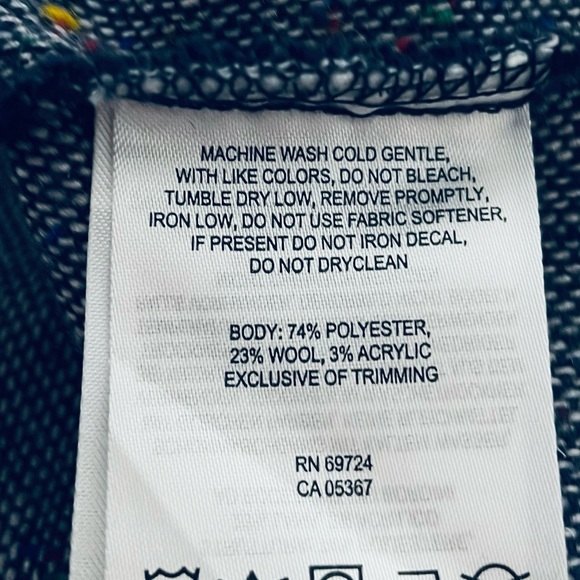 MACHINE WASH COLD GENTLE,
WITH LIKE COLORS, DO NOT BLEACH,
TUMBLE DRY LOW, REMOVE PROMPTLY,
IRON LOW, DO NOT USE FABRIC SOFTENER,
IF PRESENT DO NOT IRON DECAL,
DO NOT DRYCLEAN
BODY: 74% POLYESTER,
23% WOOL, 3% ACRYLIC
EXCLUSIVE OF TRIMMING
RN 69724
CA 05367